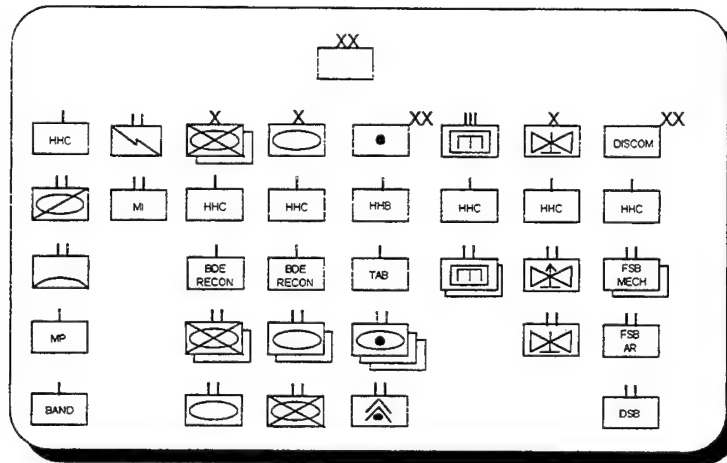 XX
X X XX X XX
HHC DISCOM
MI HHC HHC HHB HHC HHC HHC
BDE RECON BDE RECON TAB FSB MECH
MP FSB AR
BAND DSB